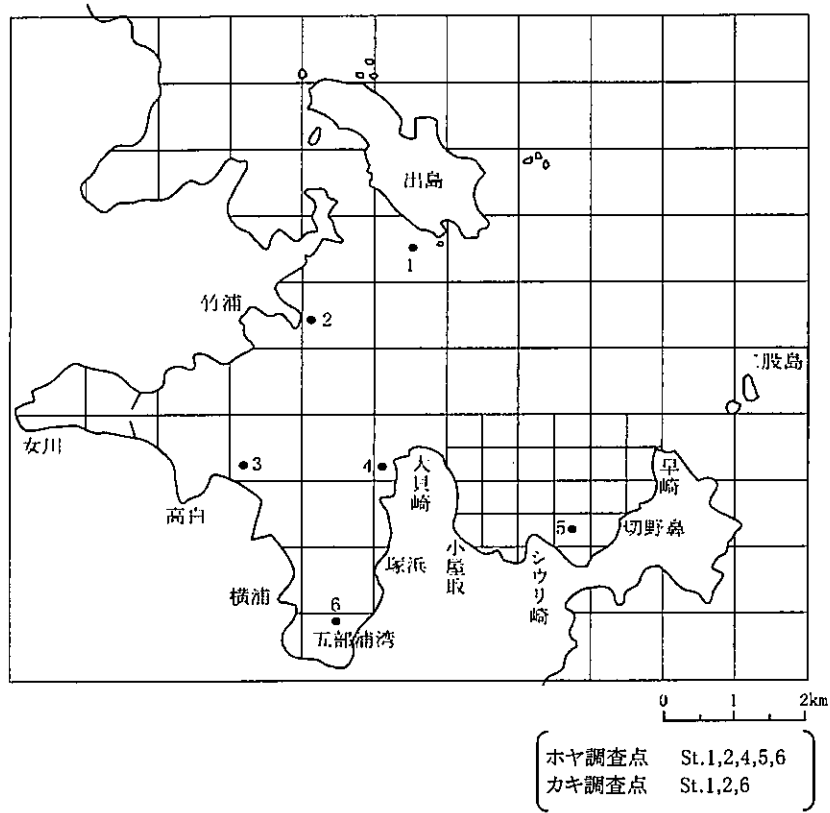 出島
1
竹浦
2
股島
女川
3
4
大貝崎
早崎
高白
5
切野鼻
小屋取
塚浜
シウリ崎
横浦
6
五部浦湾
0 1 2km
ホヤ調査点 St.1,2,4,5,6
カキ調査点 St.1,2,6